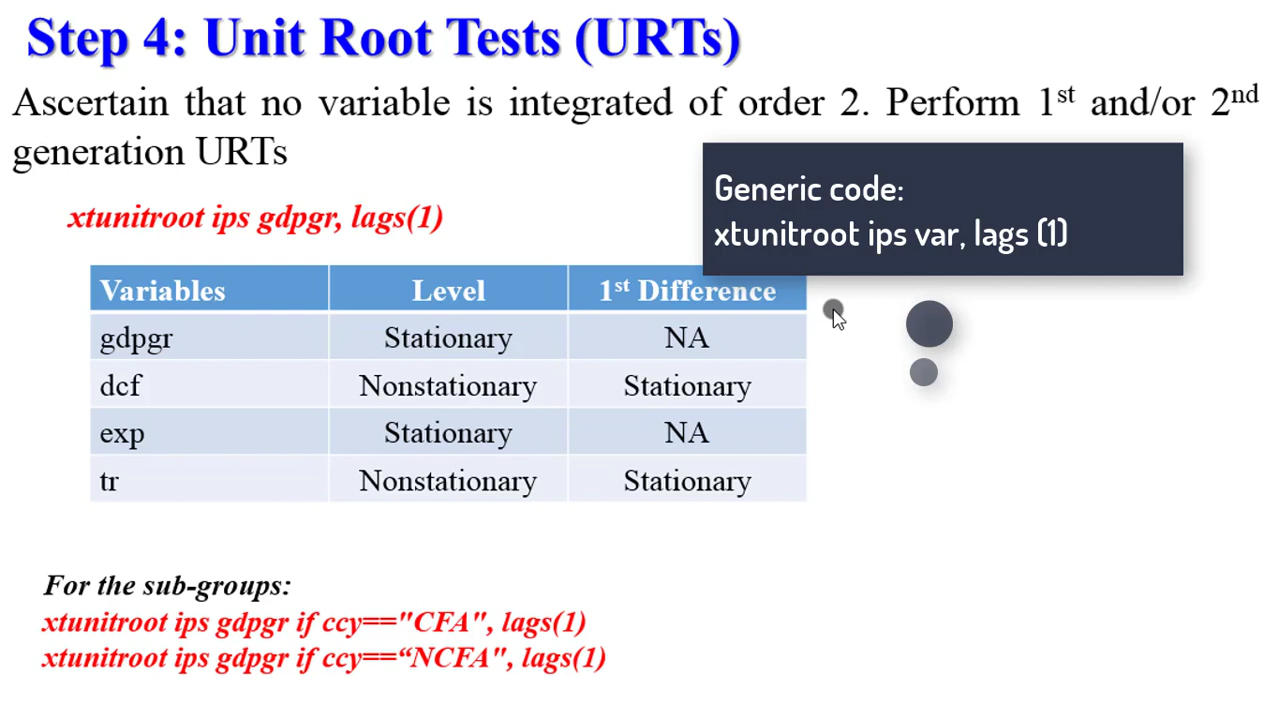 Step 4: Unit Root Tests (URTs)
Ascertain that no variable is integrated of order 2. Perform 1st and/or 2nd
generation URTs
Generic code:
xtunitroot ips var, lags (1)
xtunitroot ips gdpgr, lags(1)
Variables Level 1st Difference
gdpgr Stationary NA
dcf Nonstationary Stationary
exp Stationary NA
tr Nonstationary Stationary
For the sub-groups:
xtunitroot ips gdpgr if ccy=="CFA", lags(1)
xtunitroot ips gdpgr if ccy==“NCFA", lags(1)